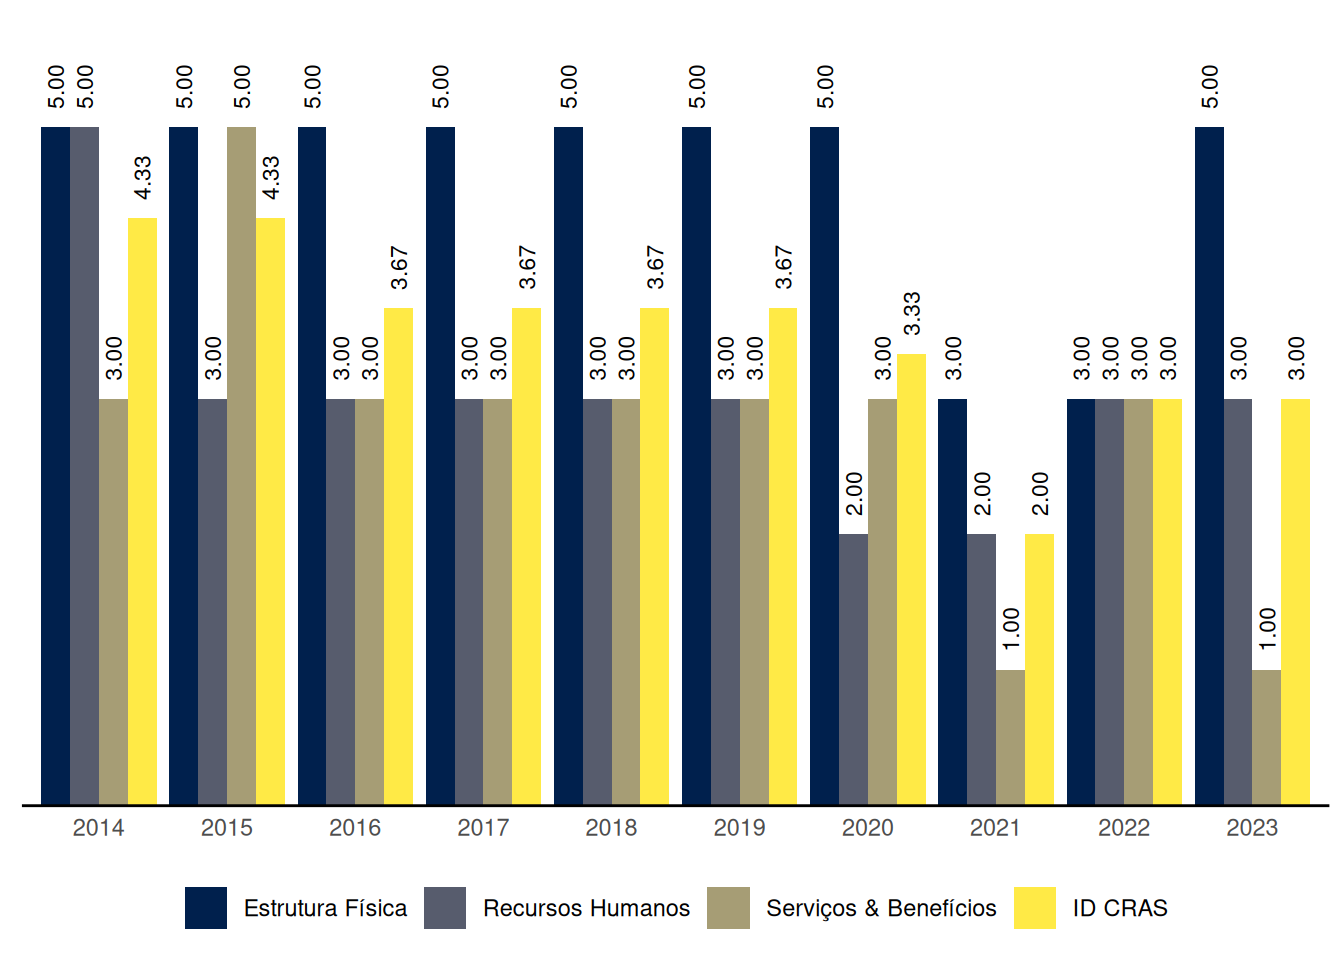 5.00 5.00 3.00 4.33 5.00 3.00 5.00 4.33 5.00 3.00 3.00 3.67 5.00 3.00 3.00 3.67 5.00 3.00 3.00 3.67 5.00 3.00 3.00 3.67 5.00 2.00 3.00 3.33 3.00 2.00 1.00 2.00 3.00 3.00 3.00 3.00 5.00 3.00 1.00 3.00
2014 2015 2016 2017 2018 2019 2020 2021 2022 2023
Estrutura Física Recursos Humanos Serviços & Benefícios ID CRAS